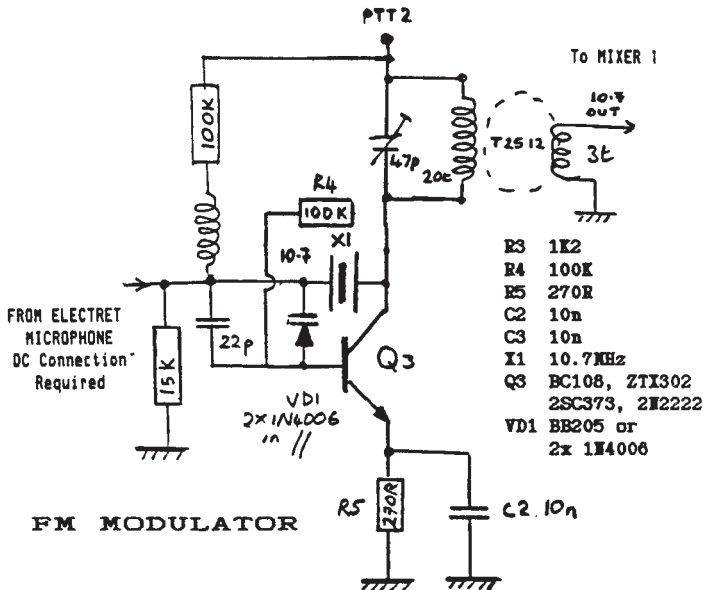 PTT2
To MIXER 1
10.7
OUT
100K
T2512
3t
47p
20t
R4
100K
X1
10.7
FROM ELECTRET
MICROPHONE
DC Connection
Required
22p
15K
Q3
VD1
2x1N4006
in //
R3 1K2
R4 100K
R5 270R
C2 10n
C3 10n
X1 10.7MHz
Q3 BC108, ZTX302
2SC373, 2N2222
VD1 BB205 or
2x 1N4006
R5
270R
C2.10n
FM MODULATOR